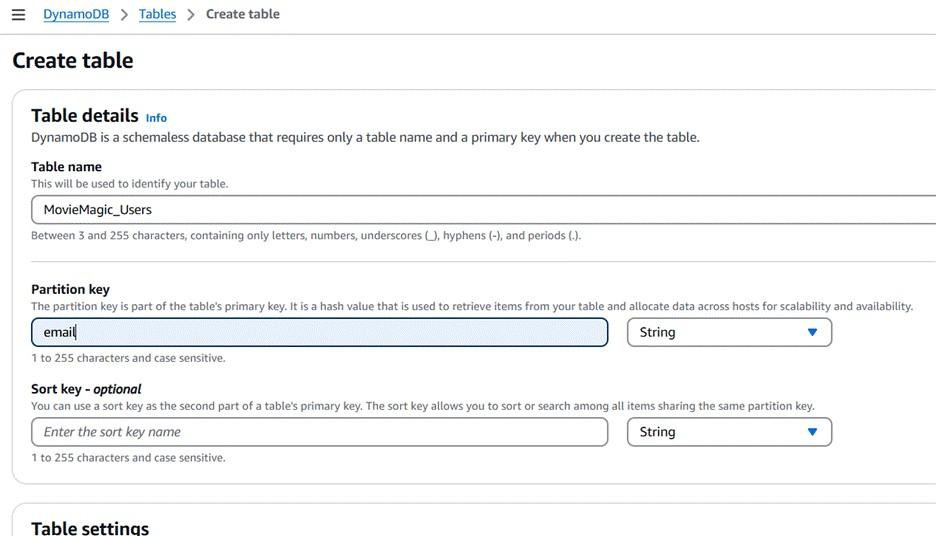 DynamoDB > Tables > Create table
Create table
Table details Info
DynamoDB is a schemaless database that requires only a table name and a primary key when you create the table.
Table name
This will be used to identify your table.
MovieMagic_Users
Between 3 and 255 characters, containing only letters, numbers, underscores (_), hyphens (-), and periods (.).
Partition key
The partition key is part of the table's primary key. It is a hash value that is used to retrieve items from your table and allocate data across hosts for scalability and availability.
email String
1 to 255 characters and case sensitive.
Sort key - optional
You can use a sort key as the second part of a table's primary key. The sort key allows you to sort or search among all items sharing the same partition key.
Enter the sort key name String
1 to 255 characters and case sensitive.
Table settings